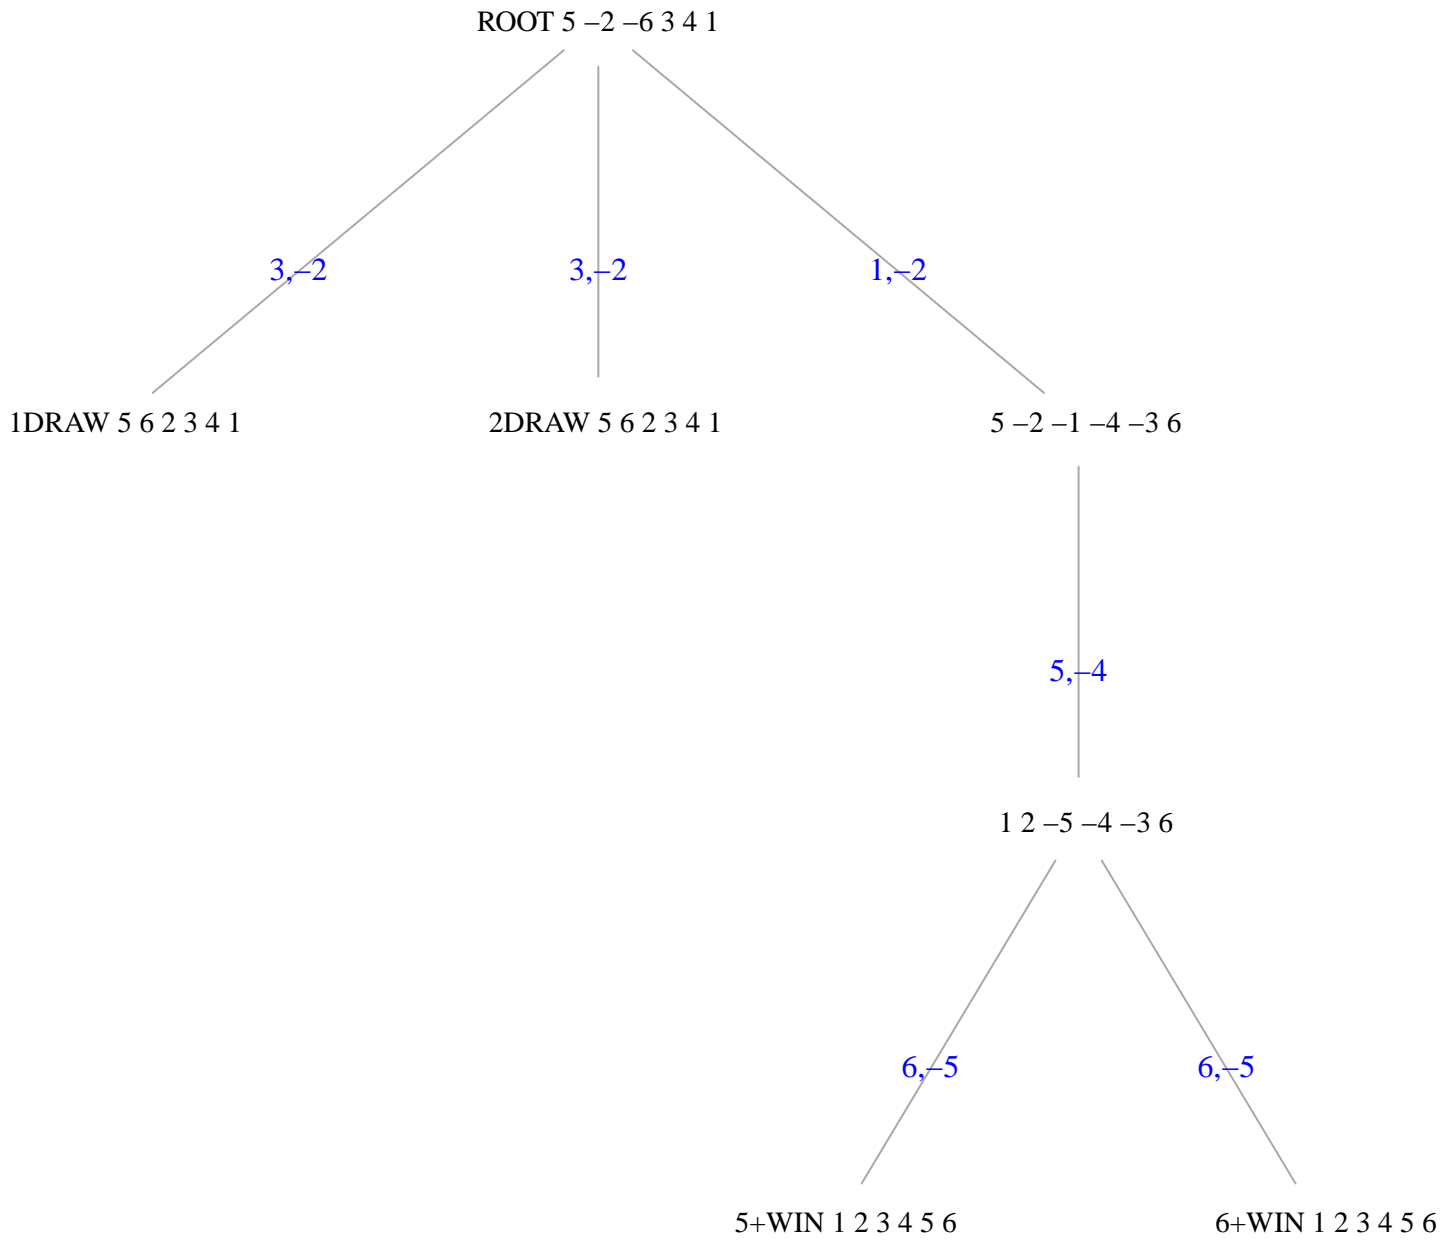 ROOT 5 –2 –6 3 4 1
3,–2
3,–2
1,–2
1DRAW 5 6 2 3 4 1
2DRAW 5 6 2 3 4 1
5 –2 –1 –4 –3 6
5,–4
1 2 –5 –4 –3 6
6,–5
6,–5
5+WIN 1 2 3 4 5 6
6+WIN 1 2 3 4 5 6